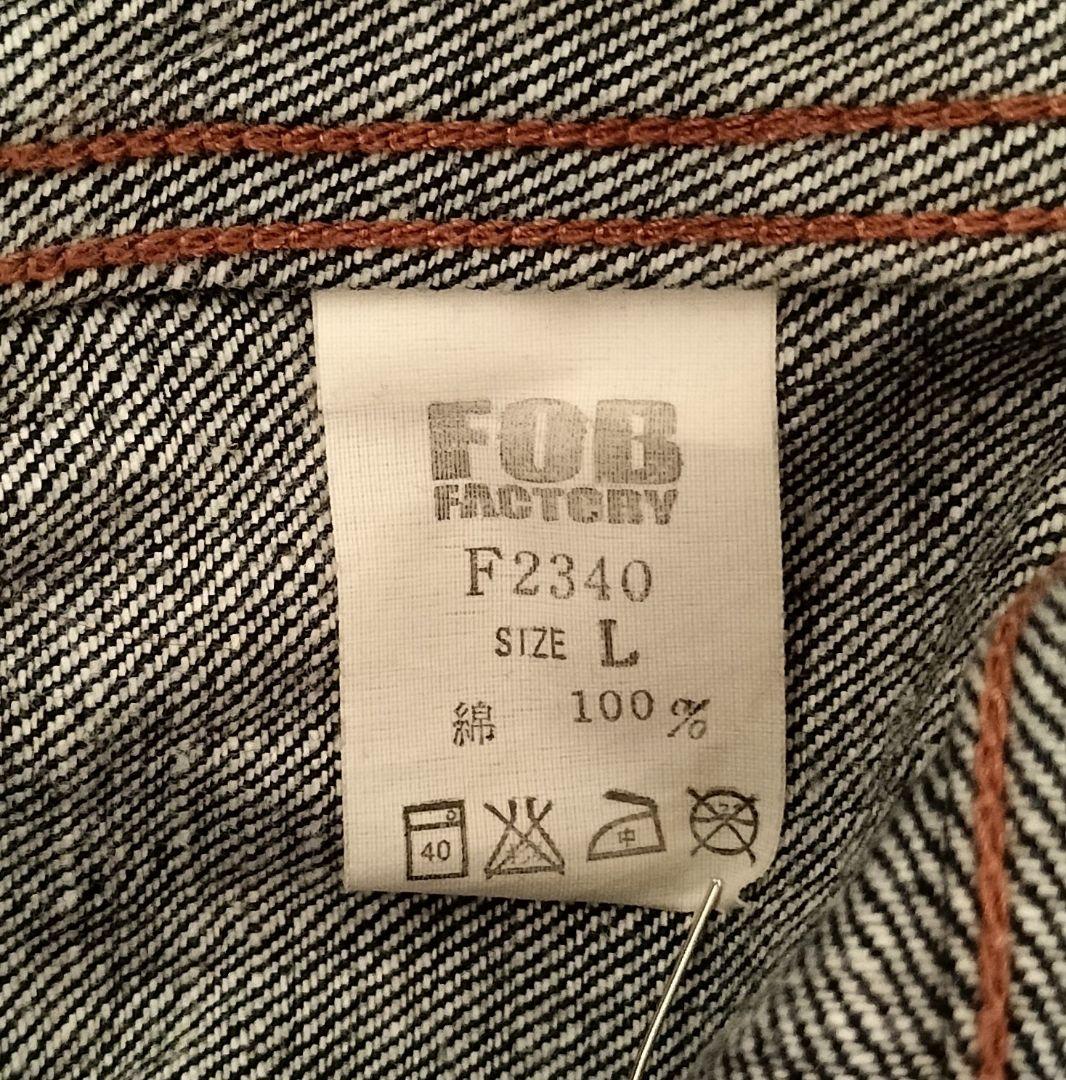 FOB
FACTORY
F2340
SIZE L
綿 100%
40 中